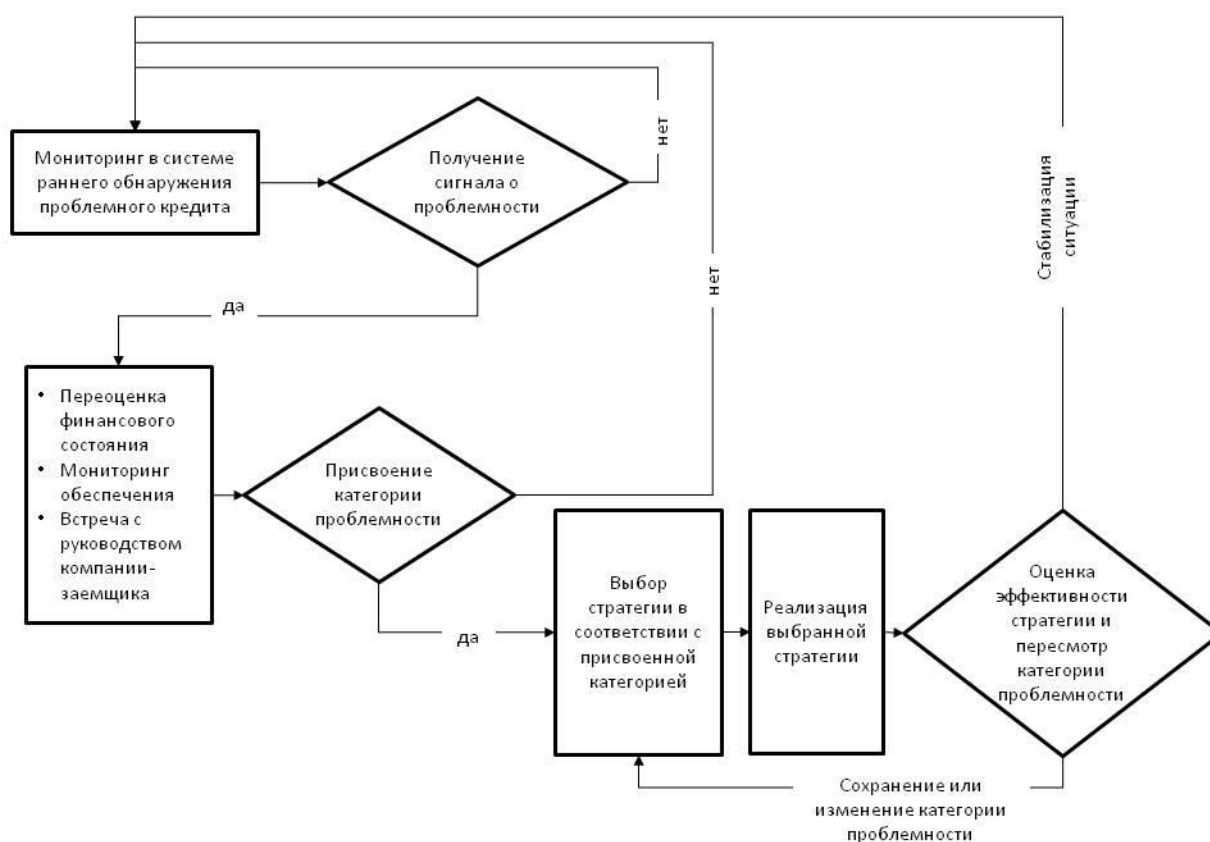 Мониторинг в системе
раннего обнаружения
проблемного кредита
Получение
сигнала о
проблемности
нет
да
нет
Стабилизация
ситуации
• Переоценка
финансового
состояния
• Мониторинг
обеспечения
• Встреча с
руководством
компании-
заемщика
Присвоение
категории
проблемности
да
Выбор
стратегии в
соответствии с
присвоенной
категорией
Реализация
выбранной
стратегии
Оценка
эффективности
стратегии и
пересмотр
категории
проблемности
Сохранение или
изменение категории
проблемности